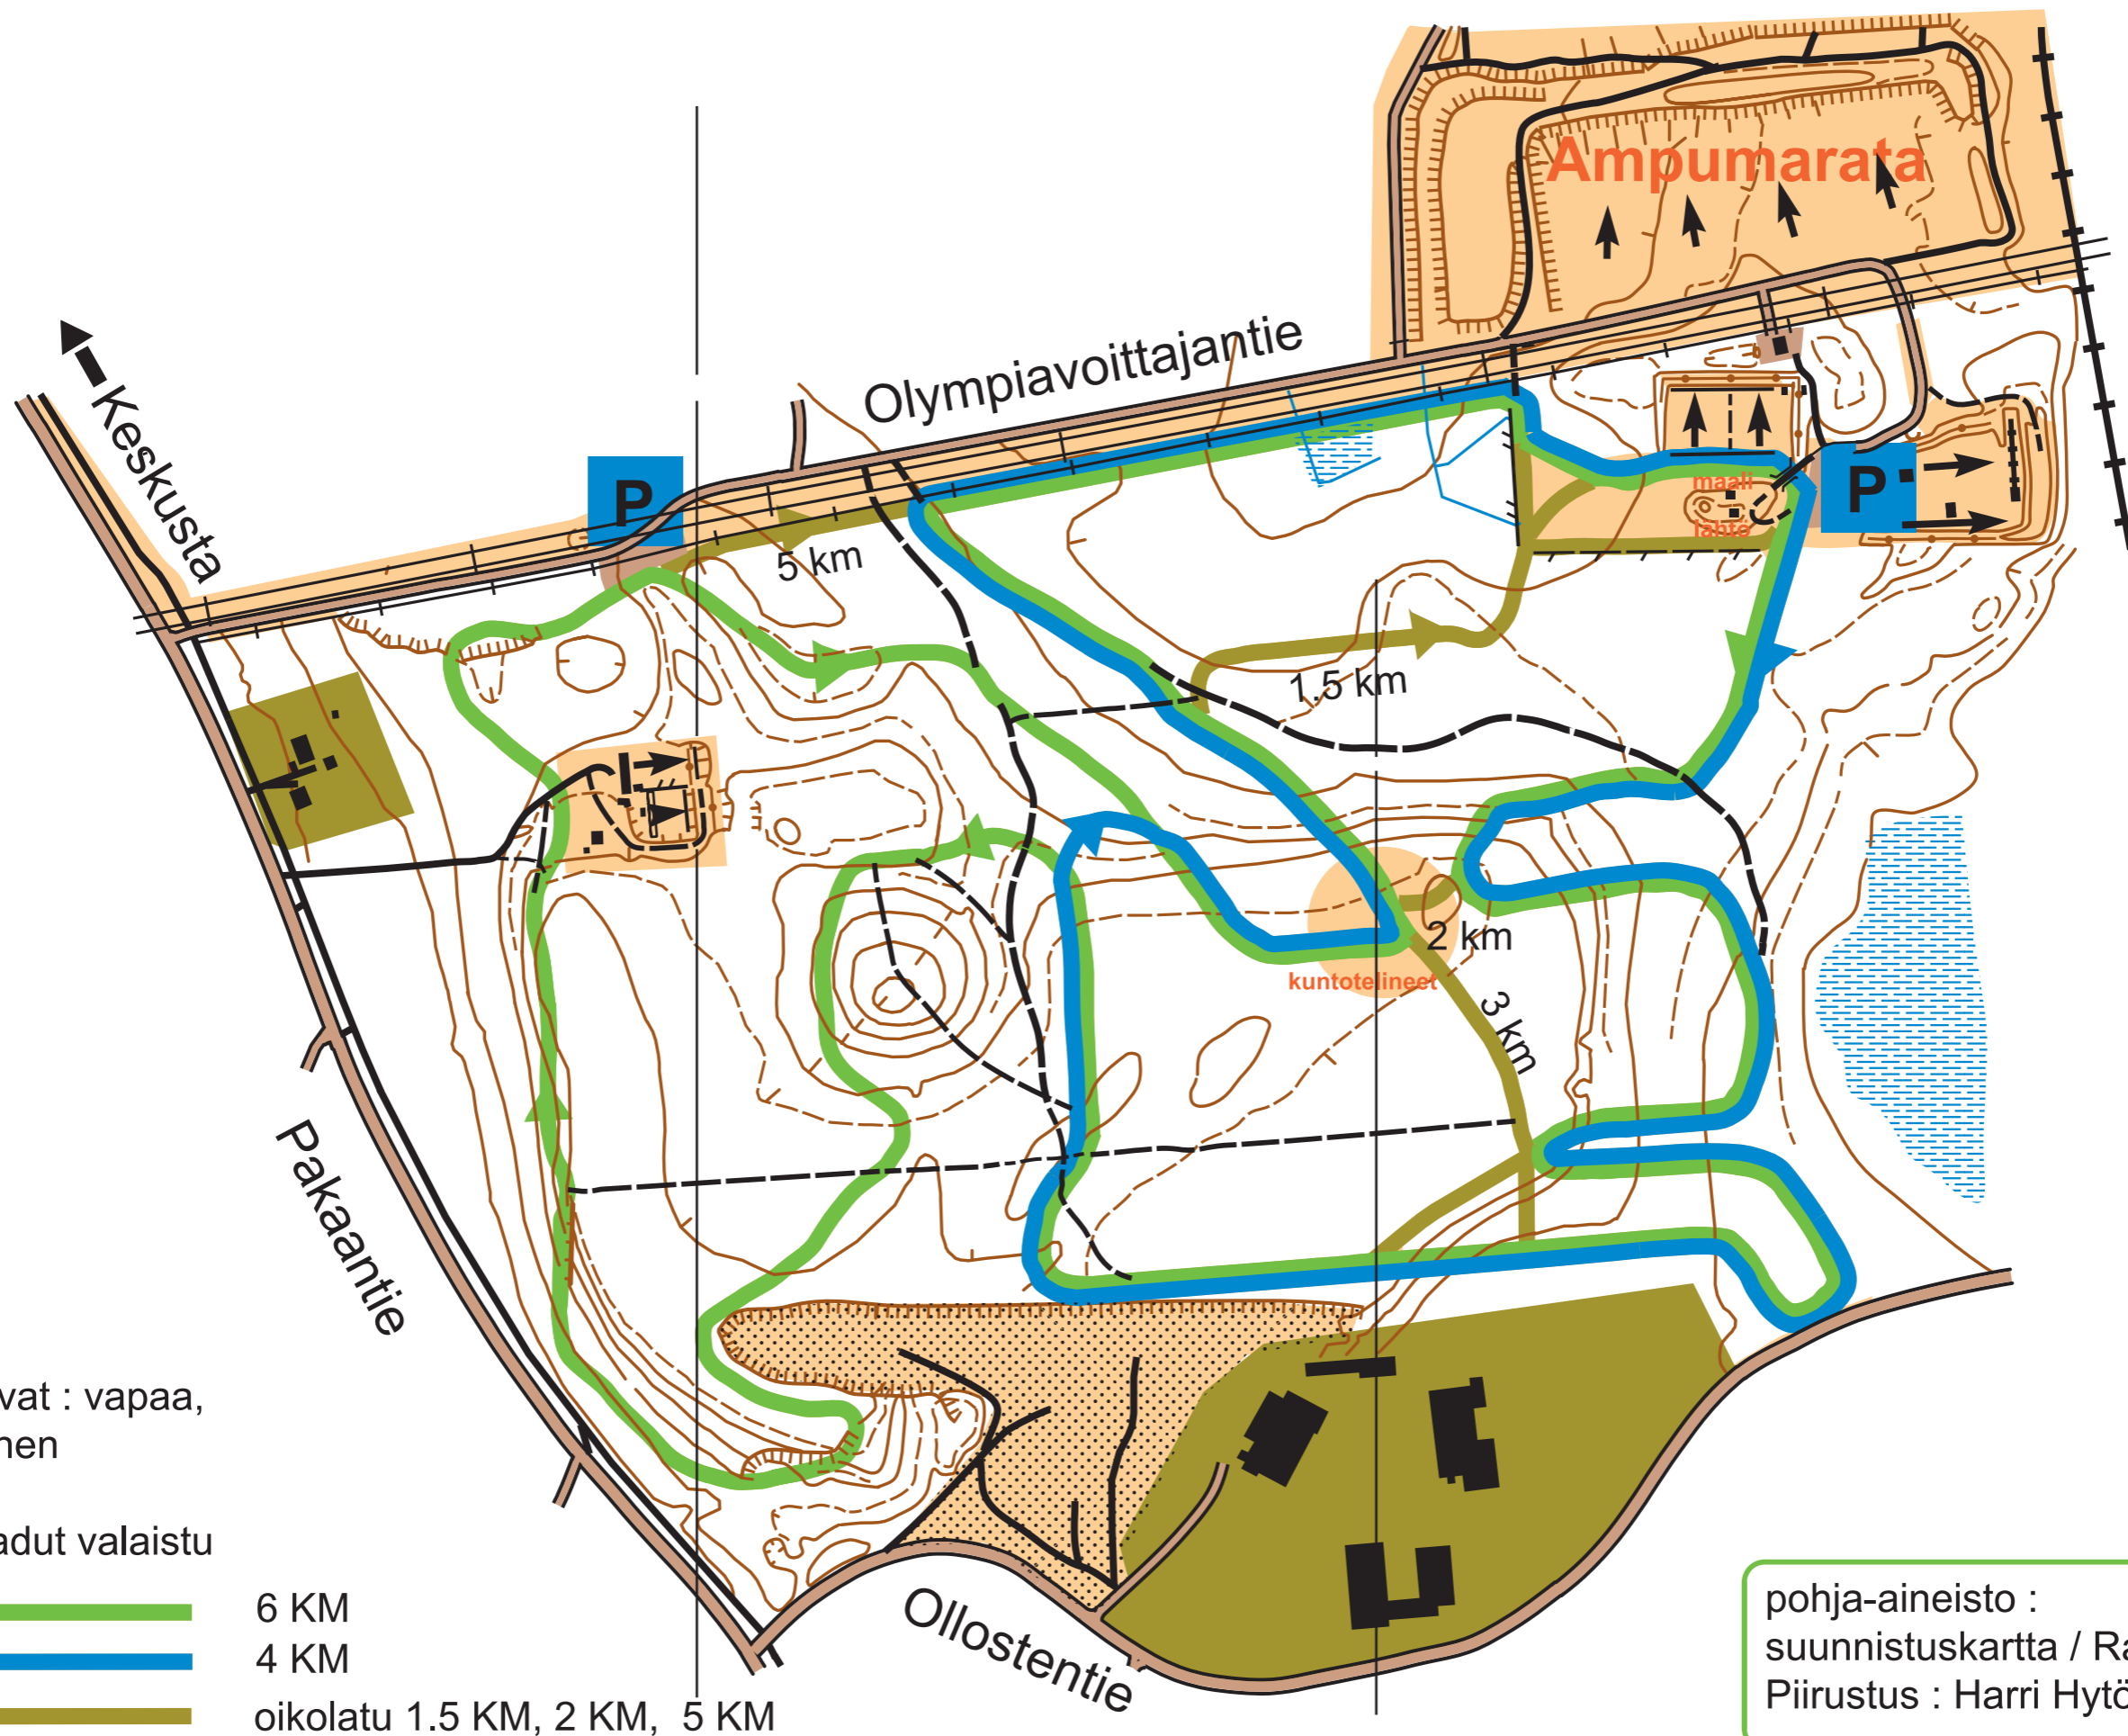 Ampumarata
Olympiavoittajantie
Keskusta
P
P
maali
lähtö
5 km
1.5 km
2 km
kuntotelineet
3 km
Pakaantie
Ollostentie
vat : vapaa,
nen
adut valaistu
6 KM
4 KM
oikolatu 1.5 KM, 2 KM, 5 KM
pohja-aineisto :
suunnistuskartta / Ra
Piirustus : Harri Hytö